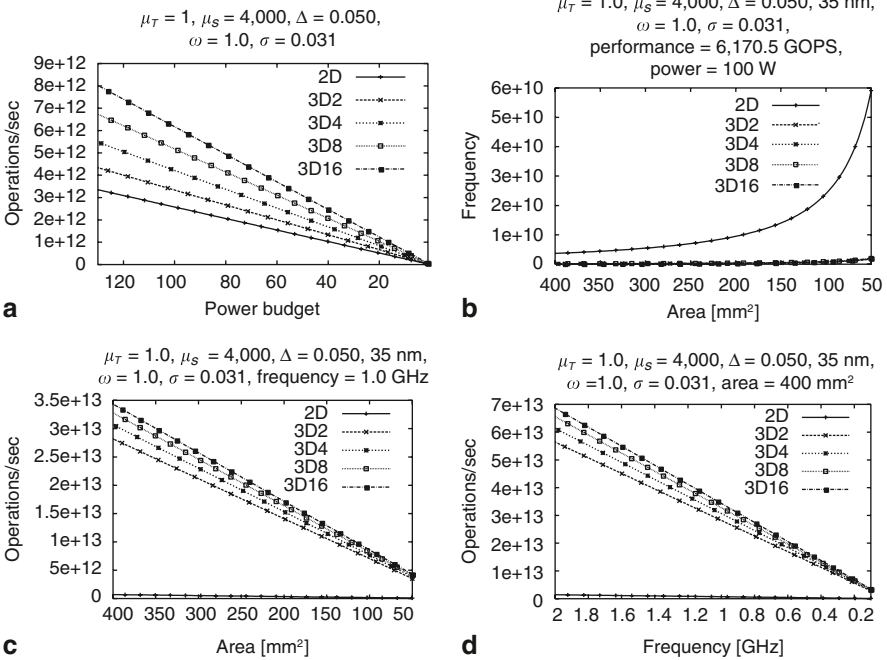 μT = 1, μS = 4,000, Δ = 0.050,
ω = 1.0, σ = 0.031
9e+12
8e+12
7e+12
6e+12
5e+12
4e+12
3e+12
2e+12
1e+12
0
Operations/sec
2D
3D2
3D4
3D8
3D16
120 100 80 60 40 20
Power budget
a
μT = 1.0, μS = 4,000, Δ = 0.050, 35 nm,
ω = 1.0, σ = 0.031,
performance = 6,170.5 GOPS,
power = 100 W
6e+10
5e+10
4e+10
3e+10
2e+10
1e+10
0
Frequency
2D
3D2
3D4
3D8
3D16
400 350 300 250 200 150 100 50
Area [mm²]
b
μT = 1.0, μS = 4,000, Δ = 0.050, 35 nm,
ω = 1.0, σ = 0.031, frequency = 1.0 GHz
3.5e+13
3e+13
2.5e+13
2e+13
1.5e+13
1e+13
5e+12
0
Operations/sec
2D
3D2
3D4
3D8
3D16
400 350 300 250 200 150 100 50
Area [mm²]
c
μT = 1.0, μS = 4,000, Δ = 0.050, 35 nm,
ω =1.0, σ = 0.031, area = 400 mm²
7e+13
6e+13
5e+13
4e+13
3e+13
2e+13
1e+13
0
Operations/sec
2D
3D2
3D4
3D8
3D16
2 1.8 1.6 1.4 1.2 1 0.8 0.6 0.4 0.2
Frequency [GHz]
d